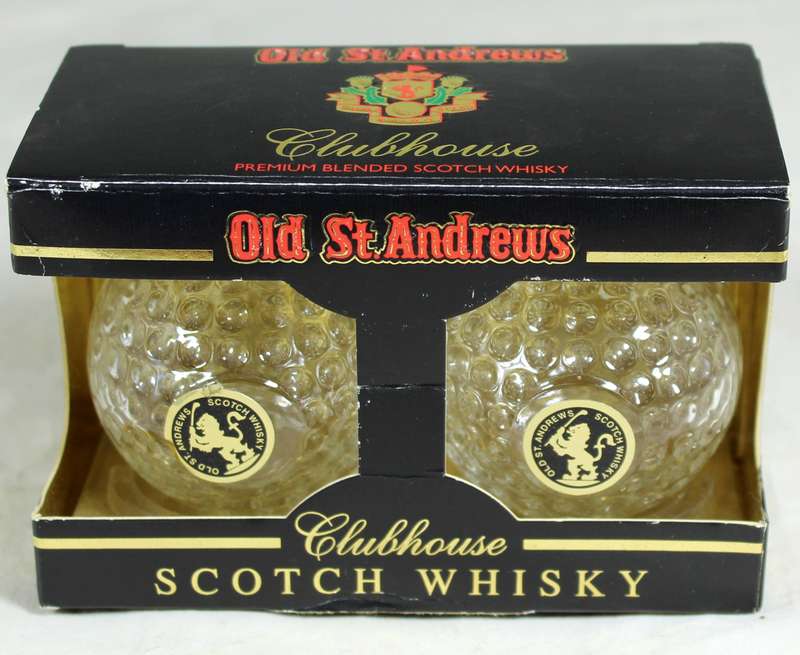 Old St. Andrews
Clubhouse
PREMIUM BLENDED SCOTCH WHISKY
Old St. Andrews
OLD ST. ANDREWS SCOTCH WHISKY
OLD ST. ANDREWS SCOTCH WHISKY
Clubhouse
SCOTCH WHISKY